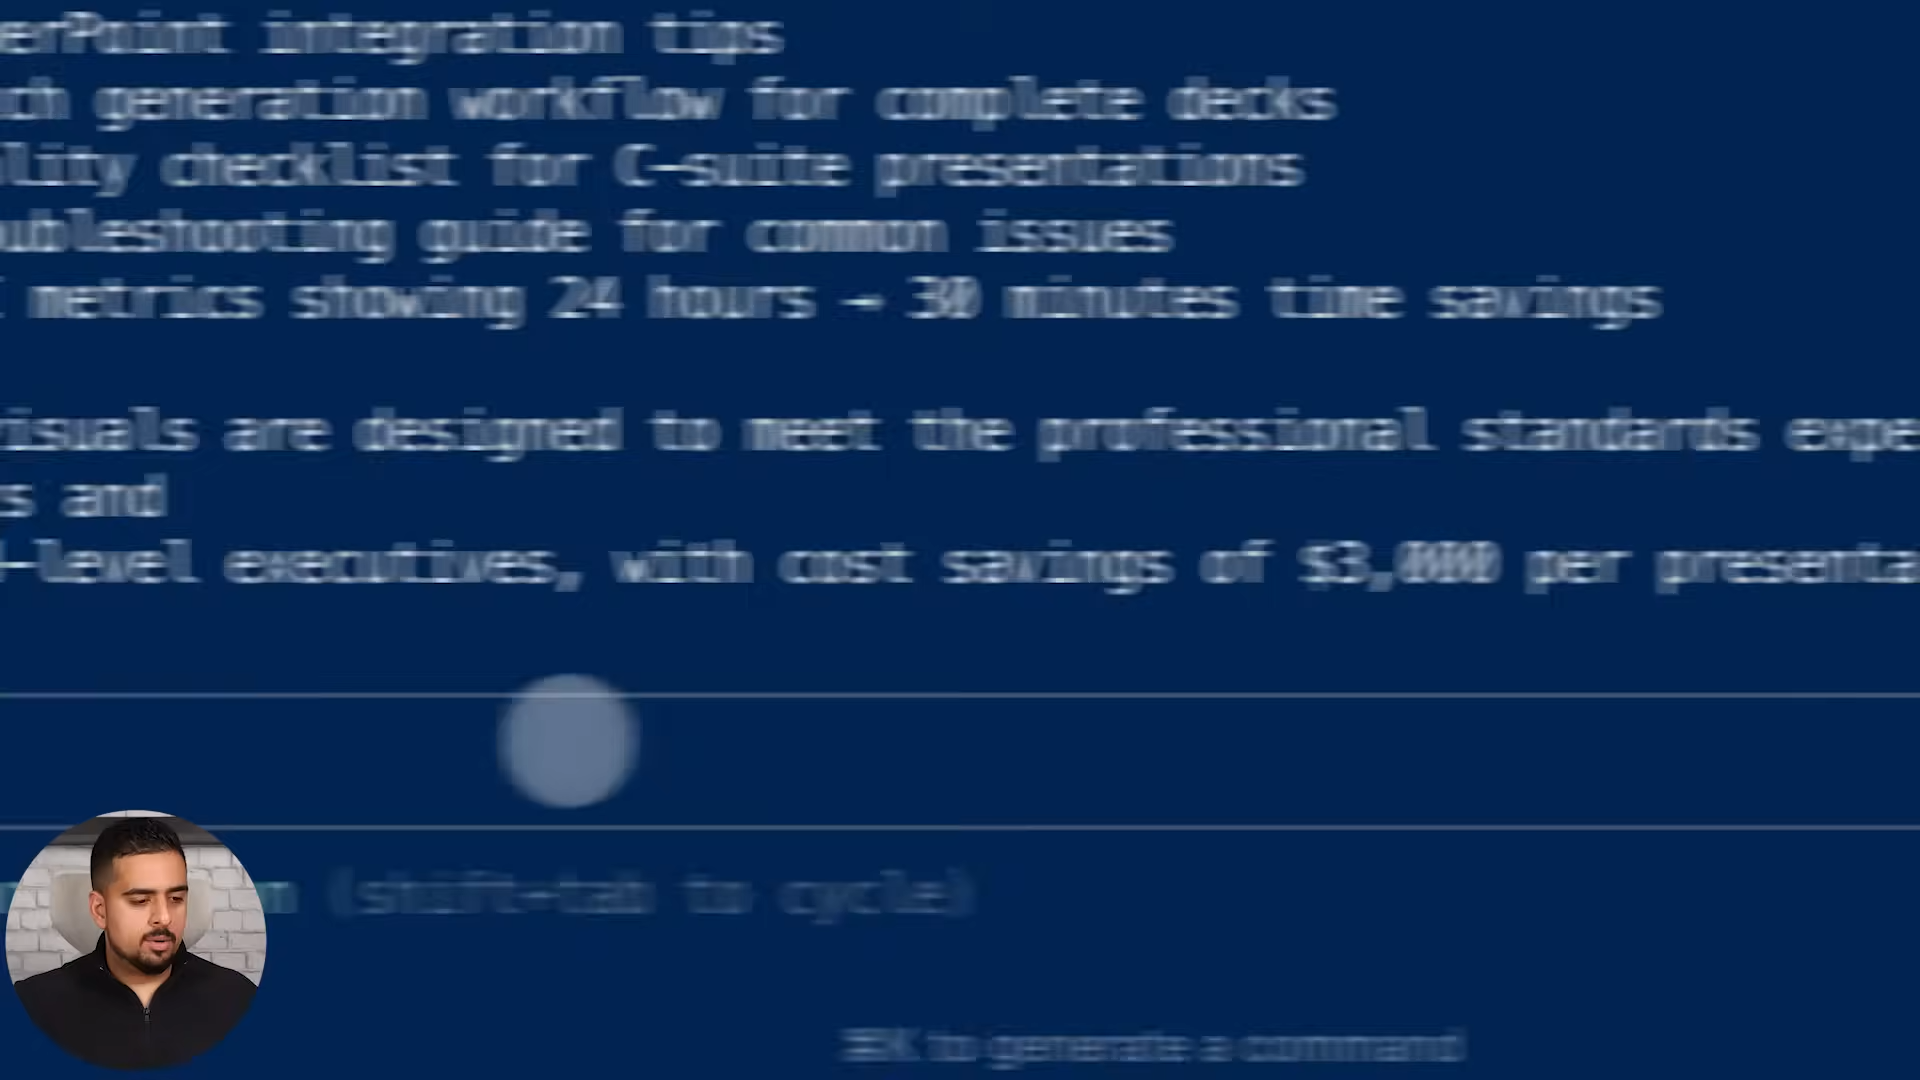 erPoint integration tips
ch generation workflow for complete decks
lity checklist for C-suite presentations
ubleshooting guide for common issues
metrics showing 24 hours → 30 minutes time savings
isuals are designed to meet the professional standards expe
s and
-level executives, with cost savings of $3,000 per presenta
(shift+tab to cycle)
⌘K to generate a command